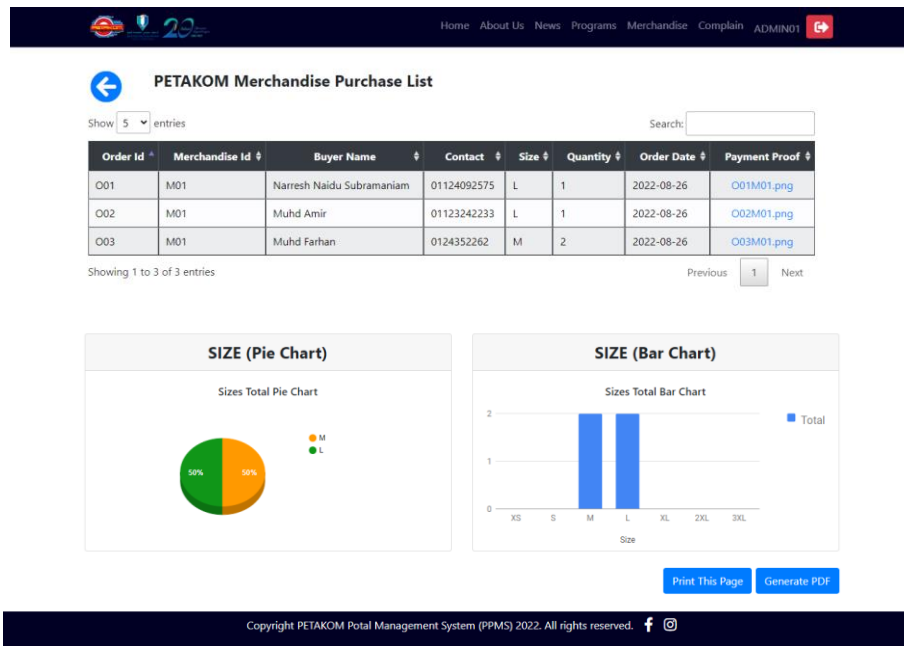 Home About Us News Programs Merchandise Complain ADMIN01
PETAKOM Merchandise Purchase List
Show 5 entries Search:
Order Id Merchandise Id Buyer Name Contact Size Quantity Order Date Payment Proof
O01 M01 Narresh Naidu Subramaniam 01124092575 L 1 2022-08-26 O01M01.png
O02 M01 Muhd Amir 01123242233 L 1 2022-08-26 O02M01.png
O03 M01 Muhd Farhan 0124352262 M 2 2022-08-26 O03M01.png
Showing 1 to 3 of 3 entries Previous 1 Next
SIZE (Pie Chart)
Sizes Total Pie Chart
M
L
50% 50%
SIZE (Bar Chart)
Sizes Total Bar Chart
2
Total
1
0
XS S M L XL 2XL 3XL
Size
Print This Page Generate PDF
Copyright PETAKOM Potal Management System (PPMS) 2022. All rights reserved.